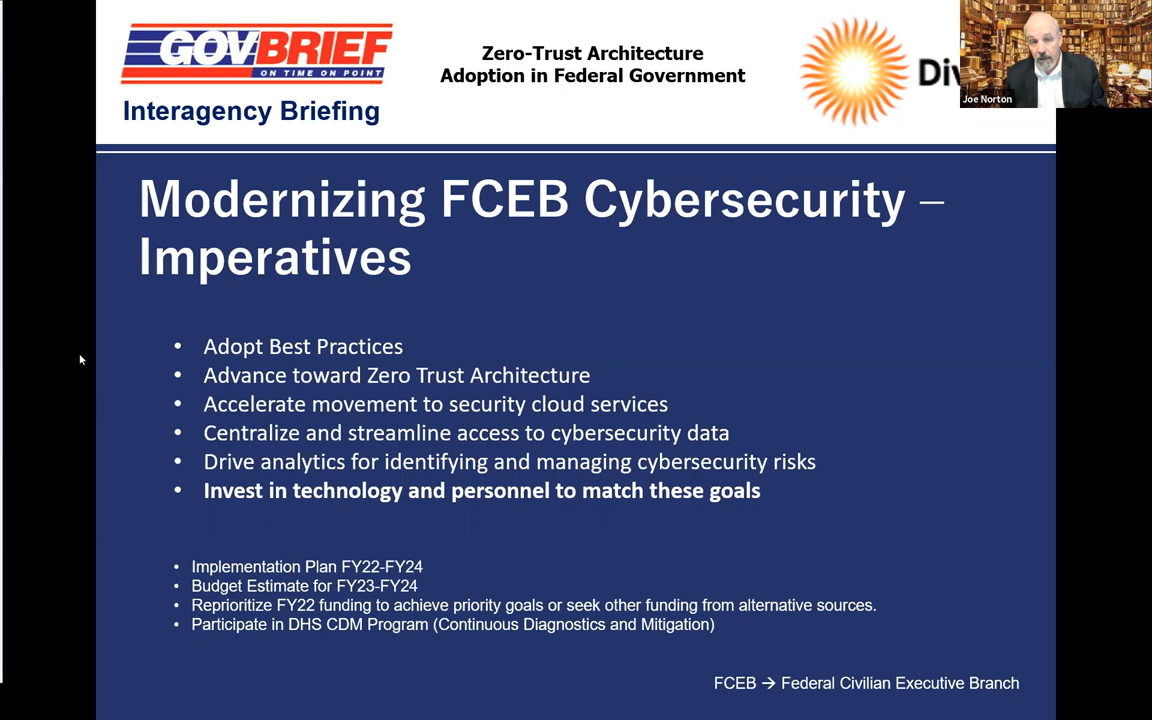 GOVBRIEF
ON TIME ON POINT
Interagency Briefing
Zero-Trust Architecture
Adoption in Federal Government
Joe Norton
Modernizing FCEB Cybersecurity –
Imperatives
• Adopt Best Practices
• Advance toward Zero Trust Architecture
• Accelerate movement to security cloud services
• Centralize and streamline access to cybersecurity data
• Drive analytics for identifying and managing cybersecurity risks
• Invest in technology and personnel to match these goals
• Implementation Plan FY22-FY24
• Budget Estimate for FY23-FY24
• Reprioritize FY22 funding to achieve priority goals or seek other funding from alternative sources.
• Participate in DHS CDM Program (Continuous Diagnostics and Mitigation)
FCEB → Federal Civilian Executive Branch